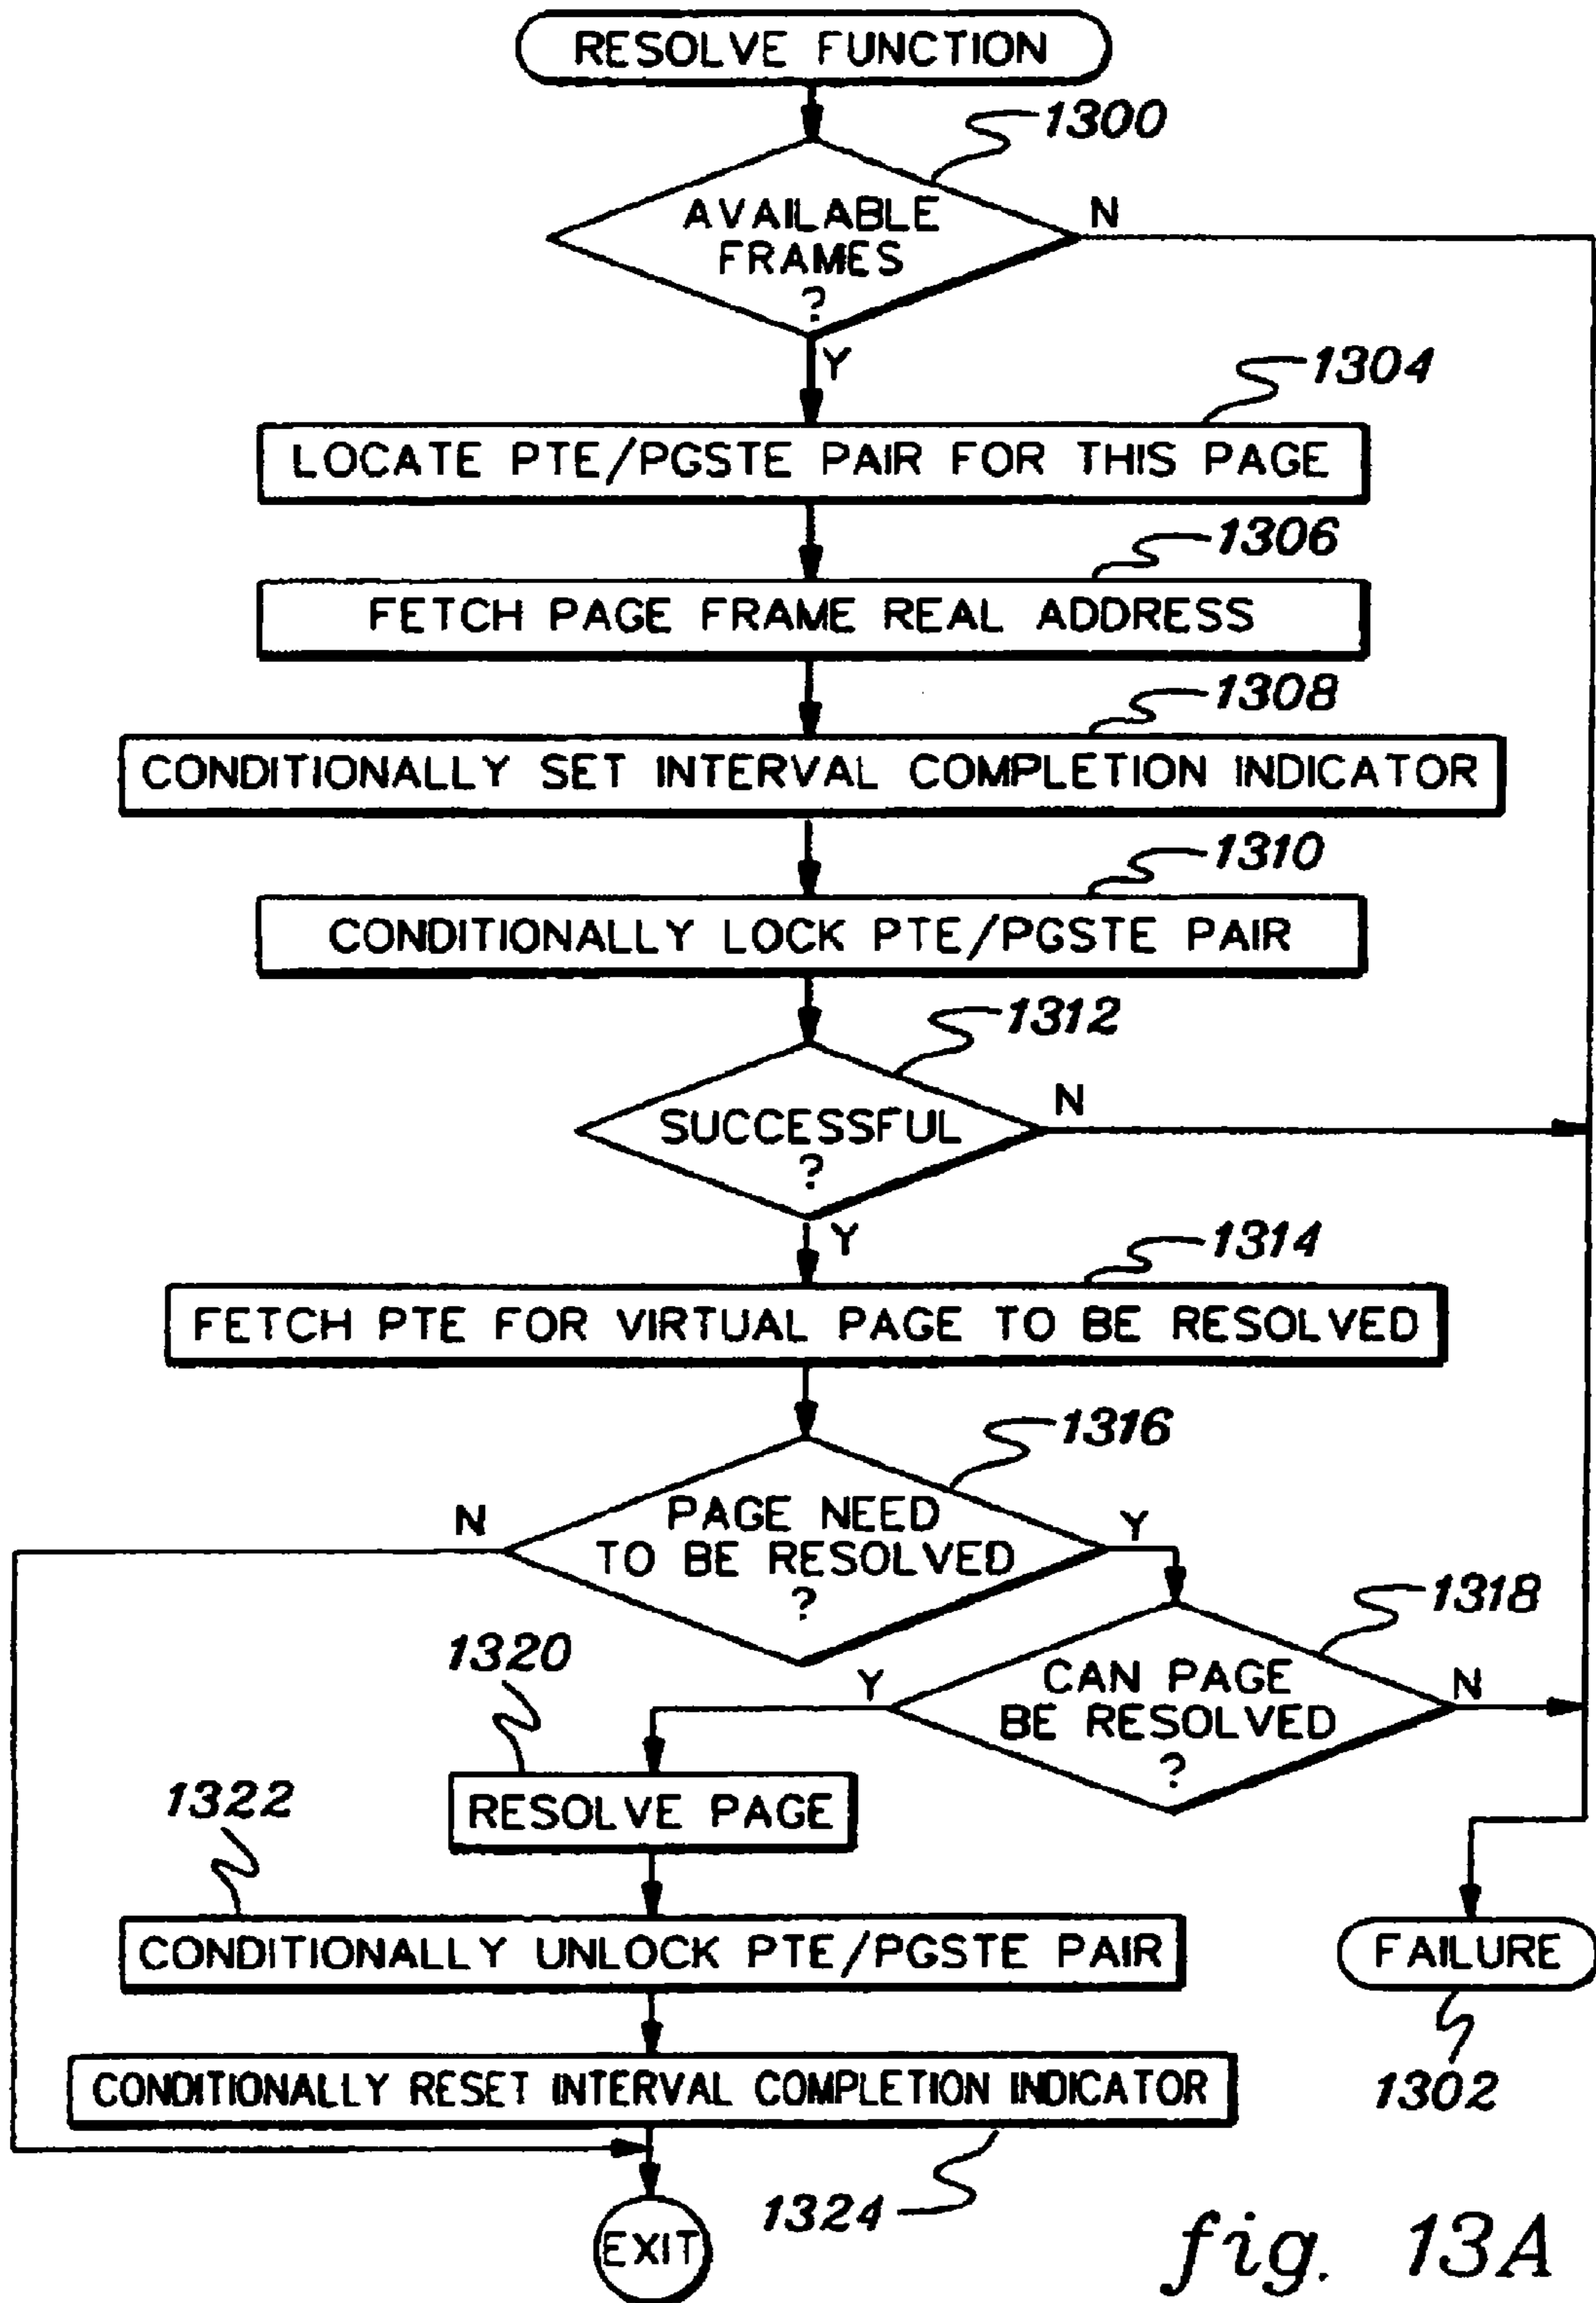 RESOLVE FUNCTION
1300
AVAILABLE
FRAMES
?
N
Y
1304
LOCATE PTE/PGSTE PAIR FOR THIS PAGE
1306
FETCH PAGE FRAME REAL ADDRESS
1308
CONDITIONALLY SET INTERVAL COMPLETION INDICATOR
1310
CONDITIONALLY LOCK PTE/PGSTE PAIR
1312
SUCCESSFUL
?
N
Y
1314
FETCH PTE FOR VIRTUAL PAGE TO BE RESOLVED
1316
PAGE NEED
TO BE RESOLVED
?
N
Y
1318
CAN PAGE
BE RESOLVED
?
Y
N
1320
RESOLVE PAGE
1322
CONDITIONALLY UNLOCK PTE/PGSTE PAIR
FAILURE
1302
CONDITIONALLY RESET INTERVAL COMPLETION INDICATOR
1324
EXIT
fig. 13A